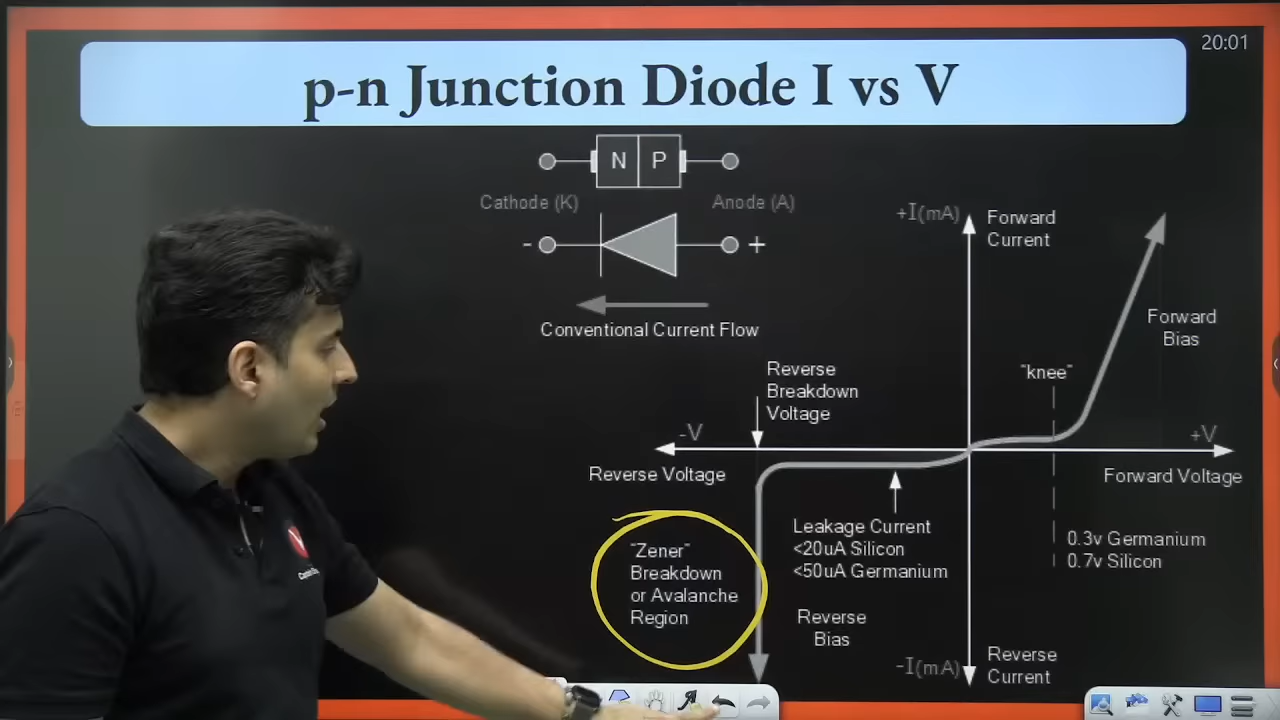 20:01
p-n Junction Diode I vs V
N P
Cathode (K)
Anode (A)
- +
Conventional Current Flow
+I(mA)
Forward
Current
Forward
Bias
"knee"
Reverse
Breakdown
Voltage
-V
+V
Reverse Voltage
Forward Voltage
Leakage Current
<20uA Silicon
<50uA Germanium
0.3v Germanium
0.7v Silicon
"Zener"
Breakdown
or Avalanche
Region
Reverse
Bias
-I(mA)
Reverse
Current